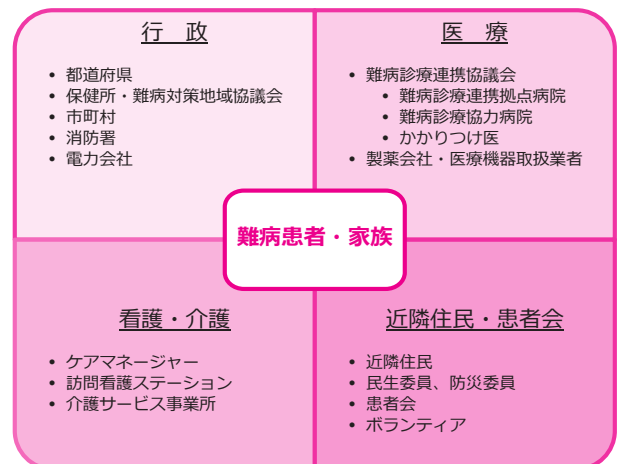 行　政
• 都道府県
• 保健所・難病対策地域協議会
• 市町村
• 消防署
• 電力会社
医　療
• 難病診療連携協議会
• 難病診療連携拠点病院
• 難病診療協力病院
• かかりつけ医
• 製薬会社・医療機器取扱業者
難病患者・家族
看護・介護
• ケアマネージャー
• 訪問看護ステーション
• 介護サービス事業所
近隣住民・患者会
• 近隣住民
• 民生委員、防災委員
• 患者会
• ボランティア